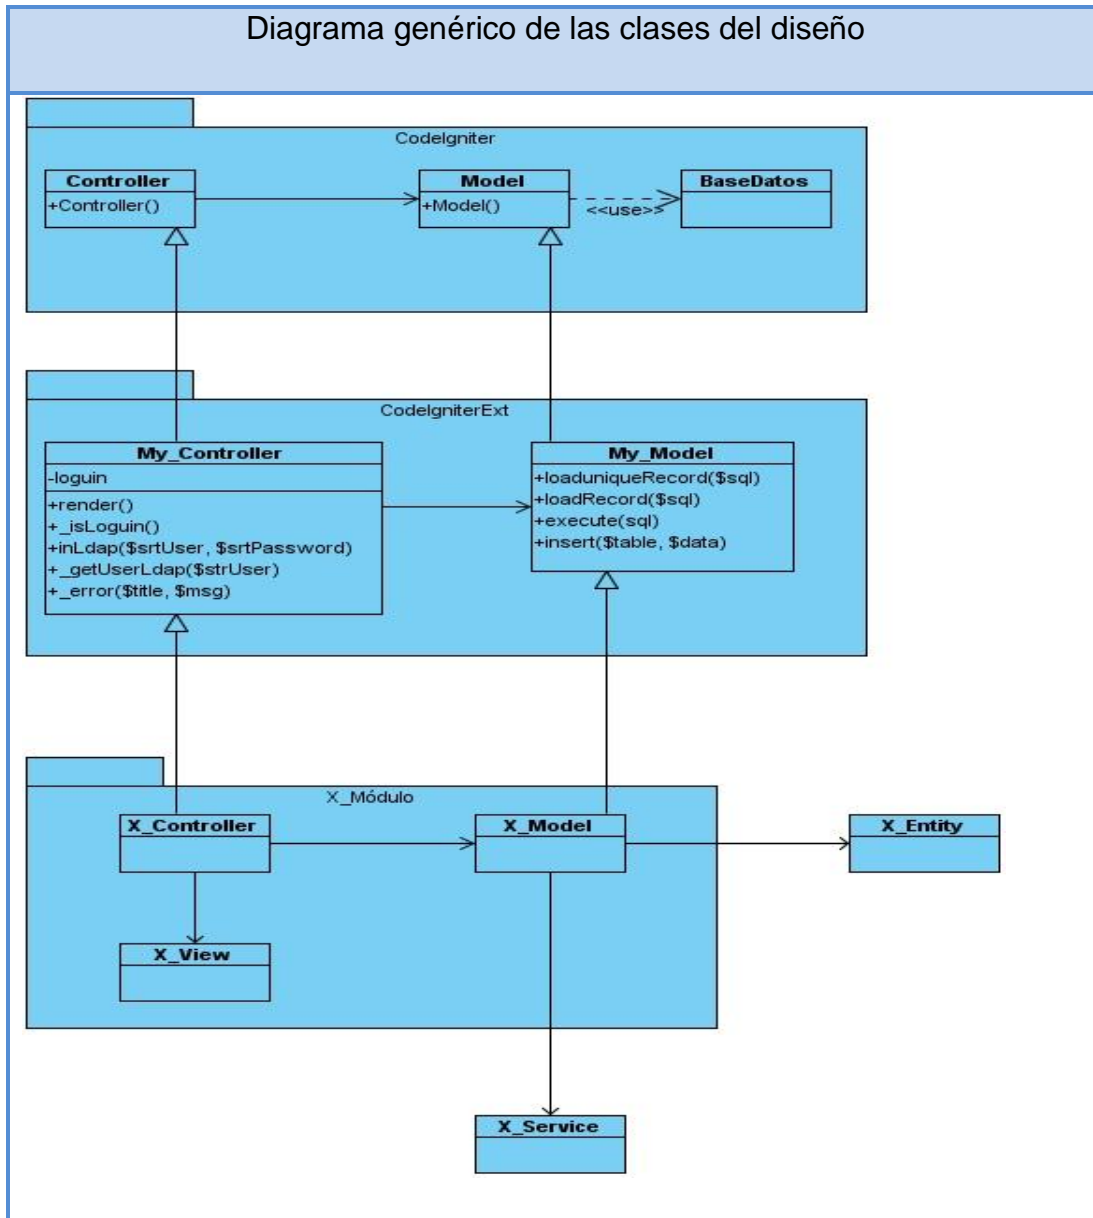 Diagrama genérico de las clases del diseño
CodeIgniter
Controller
+Controller()
Model
+Model()
<<use>>
BaseDatos
CodeIgniterExt
My_Controller
-loguin
+render()
+_isLoguin()
+inLdap($srtUser, $srtPassword)
+_getUserLdap($strUser)
+_error($title, $msg)
My_Model
+loaduniqueRecord($sql)
+loadRecord($sql)
+execute(sql)
+insert($table, $data)
X_Módulo
X_Controller
X_Model
X_Entity
X_View
X_Service